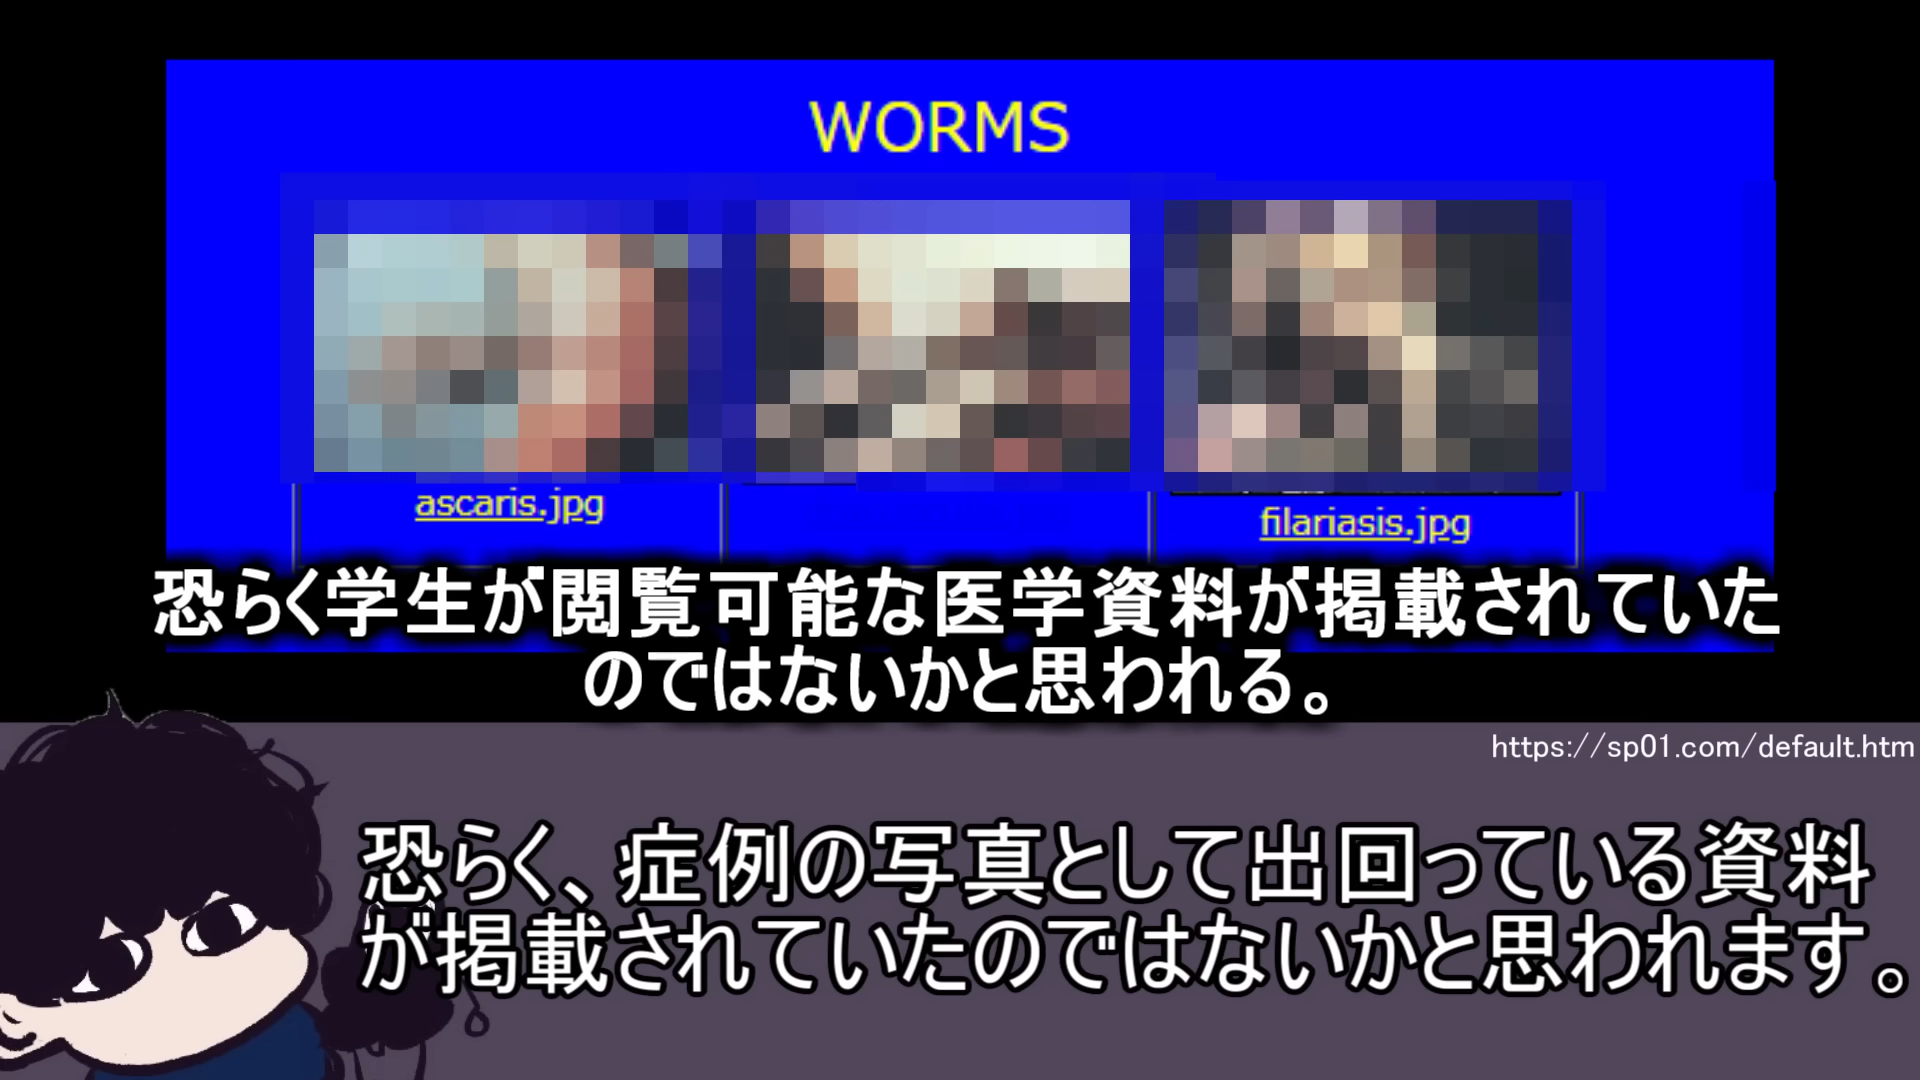 WORMS
ascaris.jpg
filariasis.jpg
恐らく学生が閲覧可能な医学資料が掲載されていた
のではないかと思われる。
https://sp01.com/default.htm
恐らく、症例の写真として出回っている資料
が掲載されていたのではないかと思われます。